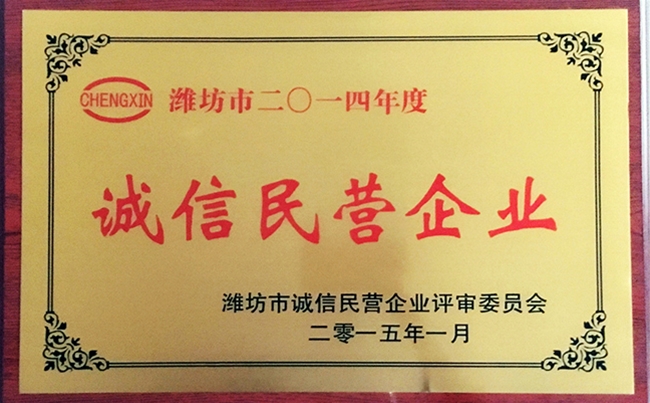 CHENGXIN 潍坊市二〇一四年度
诚信民营企业
潍坊市诚信民营企业评审委员会
二零一五年一月